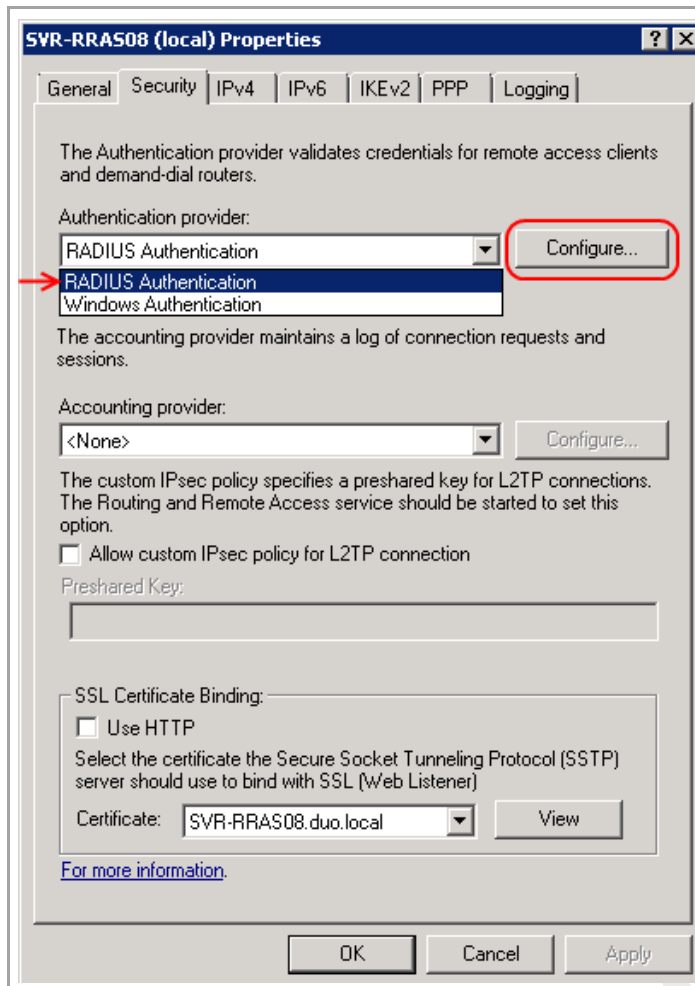 SVR-RRAS08 (local) Properties
General Security IPv4 IPv6 IKEv2 PPP Logging
The Authentication provider validates credentials for remote access clients
and demand-dial routers.
Authentication provider:
RADIUS Authentication
Configure...
RADIUS Authentication
Windows Authentication
The accounting provider maintains a log of connection requests and
sessions.
Accounting provider:
<None>
Configure...
The custom IPsec policy specifies a preshared key for L2TP connections.
The Routing and Remote Access service should be started to set this
option.
Allow custom IPsec policy for L2TP connection
Preshared Key:
SSL Certificate Binding:
Use HTTP
Select the certificate the Secure Socket Tunneling Protocol (SSTP)
server should use to bind with SSL (Web Listener)
Certificate: SVR-RRAS08.duo.local View
For more information.
OK Cancel Apply